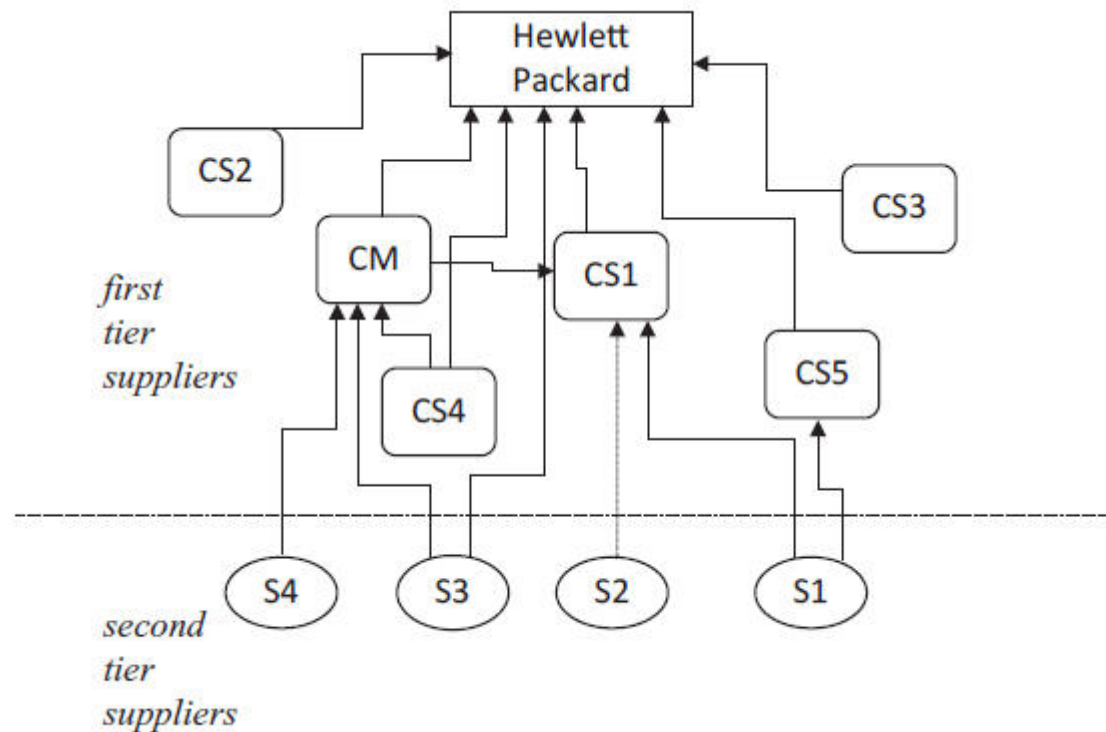 Hewlett
Packard
CS2
CS3
CM
CS1
first
tier
suppliers
CS5
CS4
S4
S3
S2
S1
second
tier
suppliers